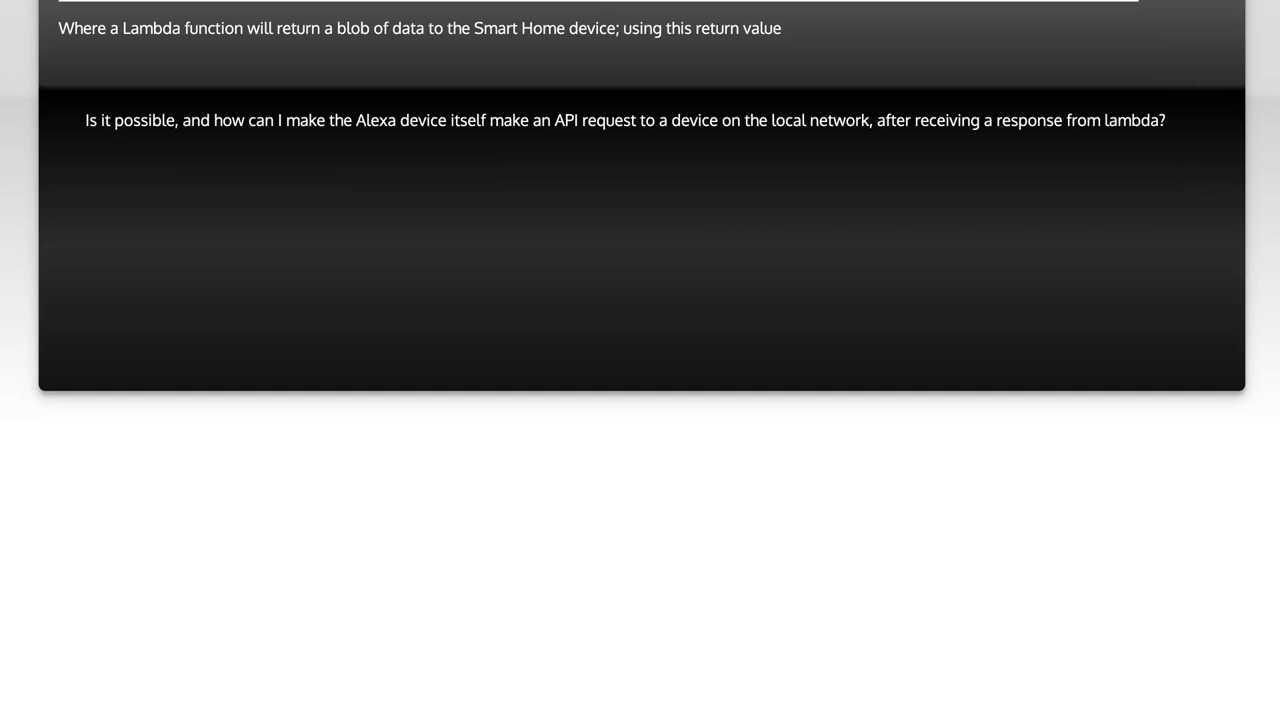 Where a Lambda function will return a blob of data to the Smart Home device; using this return value
Is it possible, and how can I make the Alexa device itself make an API request to a device on the local network, after receiving a response from lambda?